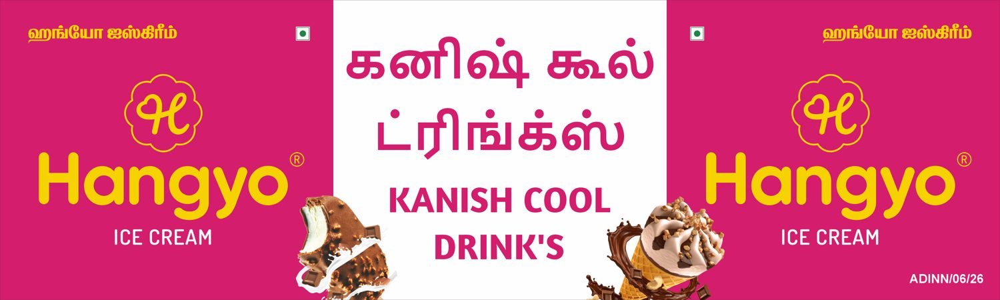 ஹங்யோ ஐஸ்கிரீம்
H
Hangyo®
ICE CREAM
கனிஷ் கூல்
ட்ரிங்க்ஸ்
KANISH COOL
DRINK'S
ஹங்யோ ஐஸ்கிரீம்
H
Hangyo®
ICE CREAM
ADINN/06/26